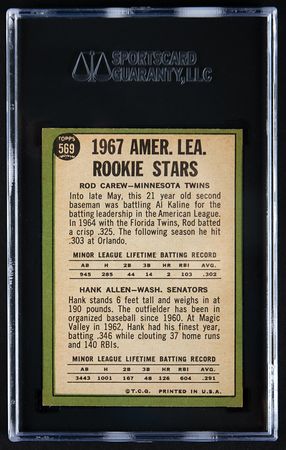 SPORTSCARD
GUARANTY, LLC
TOPPS
569
1967 AMER. LEA.
ROOKIE STARS
ROD CAREW—MINNESOTA TWINS
Into late May, this 21 year old second
baseman was battling Al Kaline for the
batting leadership in the American League.
In 1964 with the Florida Twins, Rod batted
a crisp .325. The following season he hit
.303 at Orlando.
MINOR LEAGUE LIFETIME BATTING RECORD
AB H 2B 3B HR RBI AVG.
945 285 44 14 2 103 .302
HANK ALLEN—WASH. SENATORS
Hank stands 6 feet tall and weighs in at
190 pounds. The outfielder has been in
organized baseball since 1960. At Magic
Valley in 1962, Hank had his finest year,
batting .346 while clouting 37 home runs
and 140 RBIs.
MINOR LEAGUE LIFETIME BATTING RECORD
AB H 2B 3B HR RBI AVG.
3443 1001 167 48 126 604 .291
©T.C.G. PRINTED IN U.S.A.